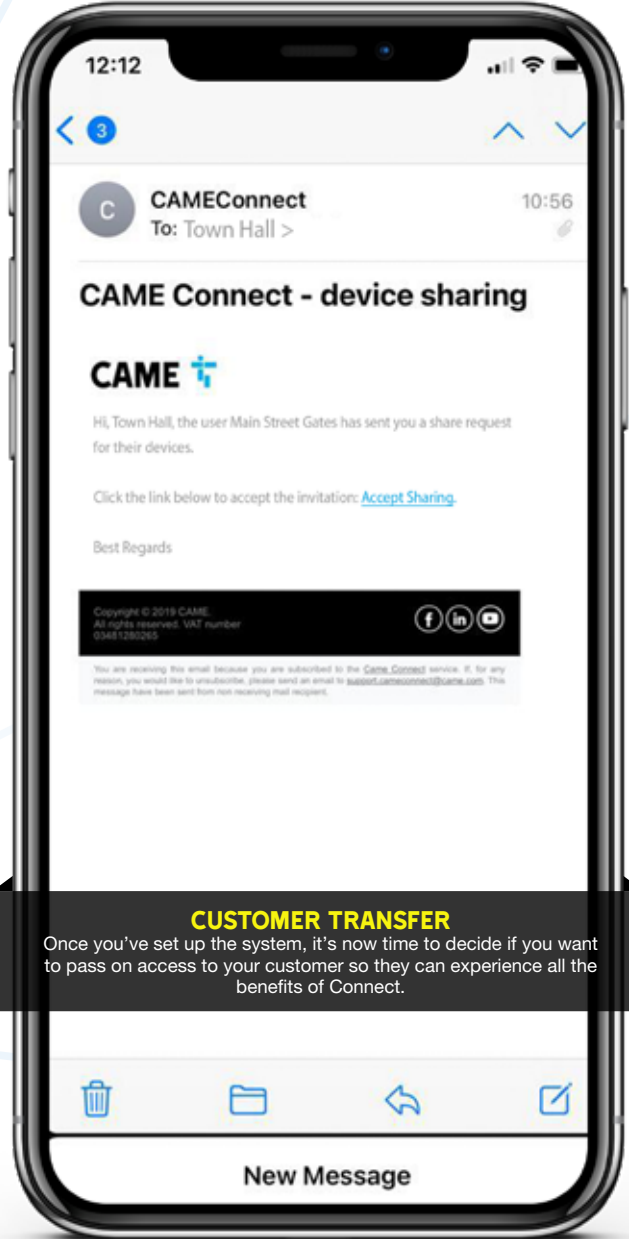 12:12
3
C
CAMEConnect
10:56
To: Town Hall >
CAME Connect - device sharing
CAME
Hi, Town Hall, the user Main Street Gates has sent you a share request
for their devices.
Click the link below to accept the invitation: Accept Sharing.
Best Regards
Copyright © 2019 CAME.
All rights reserved. VAT number
03481280265
f in
You are receiving this email because you are subscribed to the Came Connect service. If, for any
reason, you would like to unsubscribe, please send an email to support.cameconnect@came.com. This
message have been sent from non receiving mail recipient.
CUSTOMER TRANSFER
Once you’ve set up the system, it’s now time to decide if you want
to pass on access to your customer so they can experience all the
benefits of Connect.
New Message